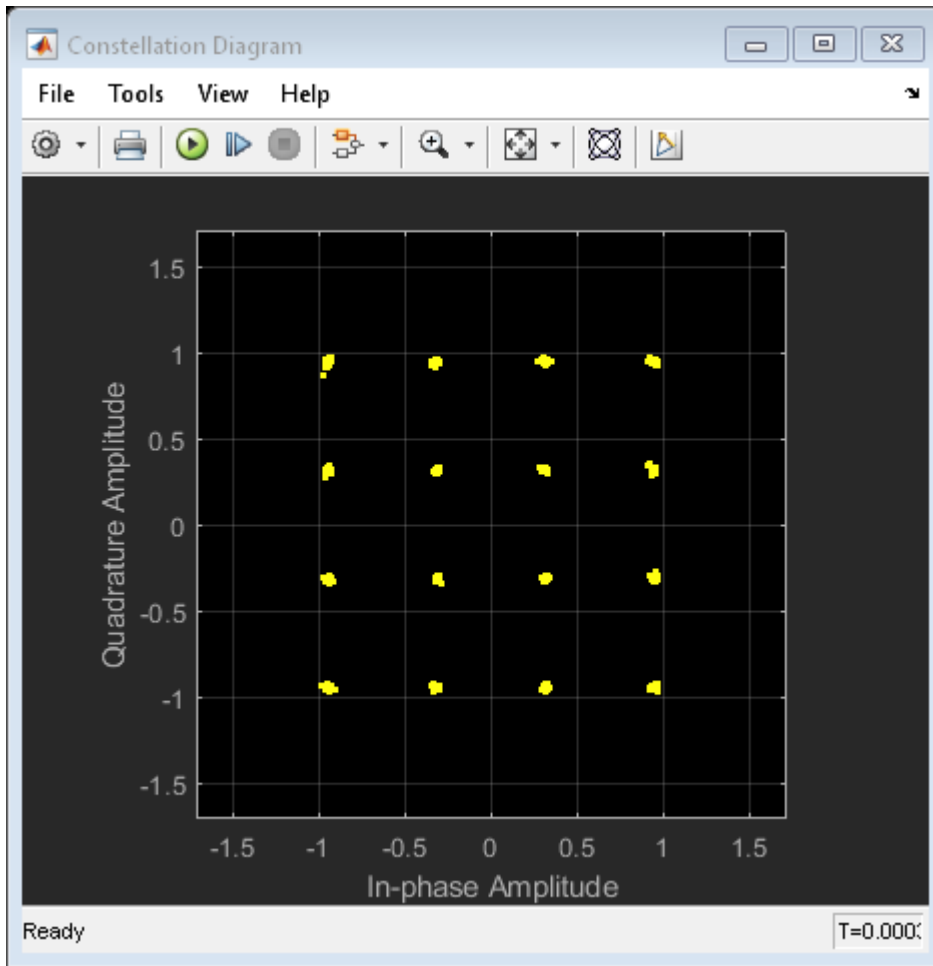 Constellation Diagram
File Tools View Help
1.5
1
0.5
0
-0.5
-1
-1.5
Quadrature Amplitude
-1.5 -1 -0.5 0 0.5 1 1.5
In-phase Amplitude
Ready
T=0.000